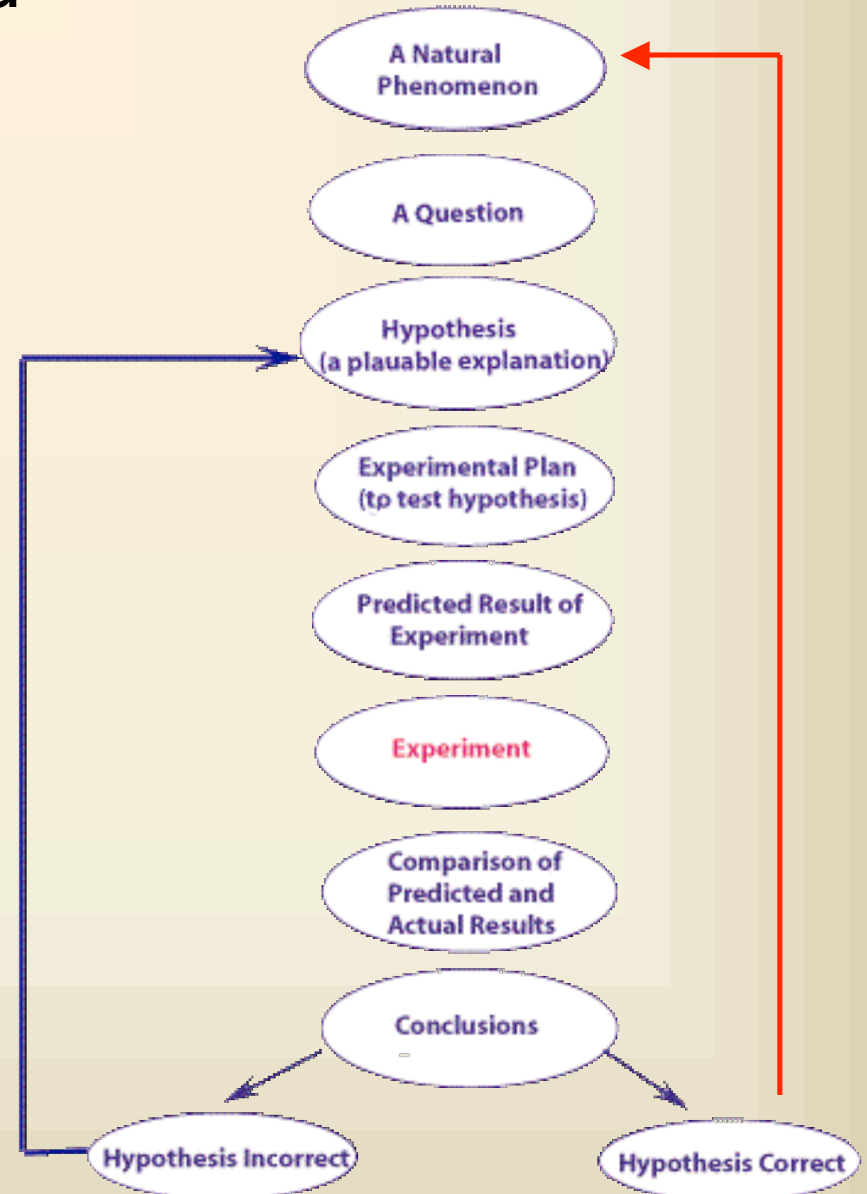 A Natural
Phenomenon
A Question
Hypothesis
(a plauable explanation)
Experimental Plan
(tp test hypothesis)
Predicted Result of
Experiment
Experiment
Comparison of
Predicted and
Actual Results
Conclusions
Hypothesis Incorrect
Hypothesis Correct